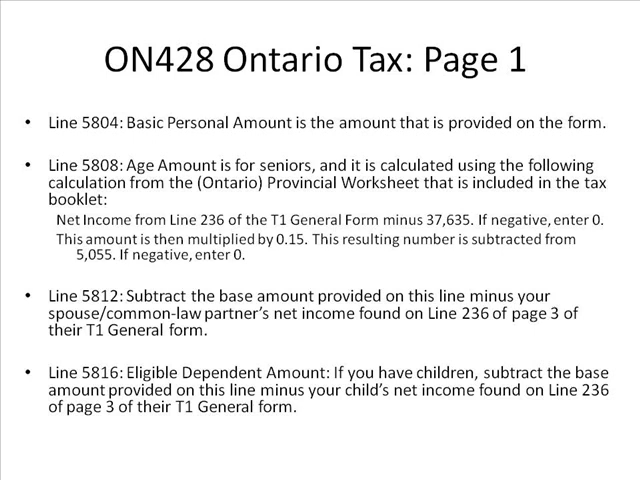 ON428 Ontario Tax: Page 1
• Line 5804: Basic Personal Amount is the amount that is provided on the form.
• Line 5808: Age Amount is for seniors, and it is calculated using the following
calculation from the (Ontario) Provincial Worksheet that is included in the tax
booklet:
Net Income from Line 236 of the T1 General Form minus 37,635. If negative, enter 0.
This amount is then multiplied by 0.15. This resulting number is subtracted from
5,055. If negative, enter 0.
• Line 5812: Subtract the base amount provided on this line minus your
spouse/common-law partner's net income found on Line 236 of page 3 of
their T1 General form.
• Line 5816: Eligible Dependent Amount: If you have children, subtract the base
amount provided on this line minus your child's net income found on Line 236
of page 3 of their T1 General form.